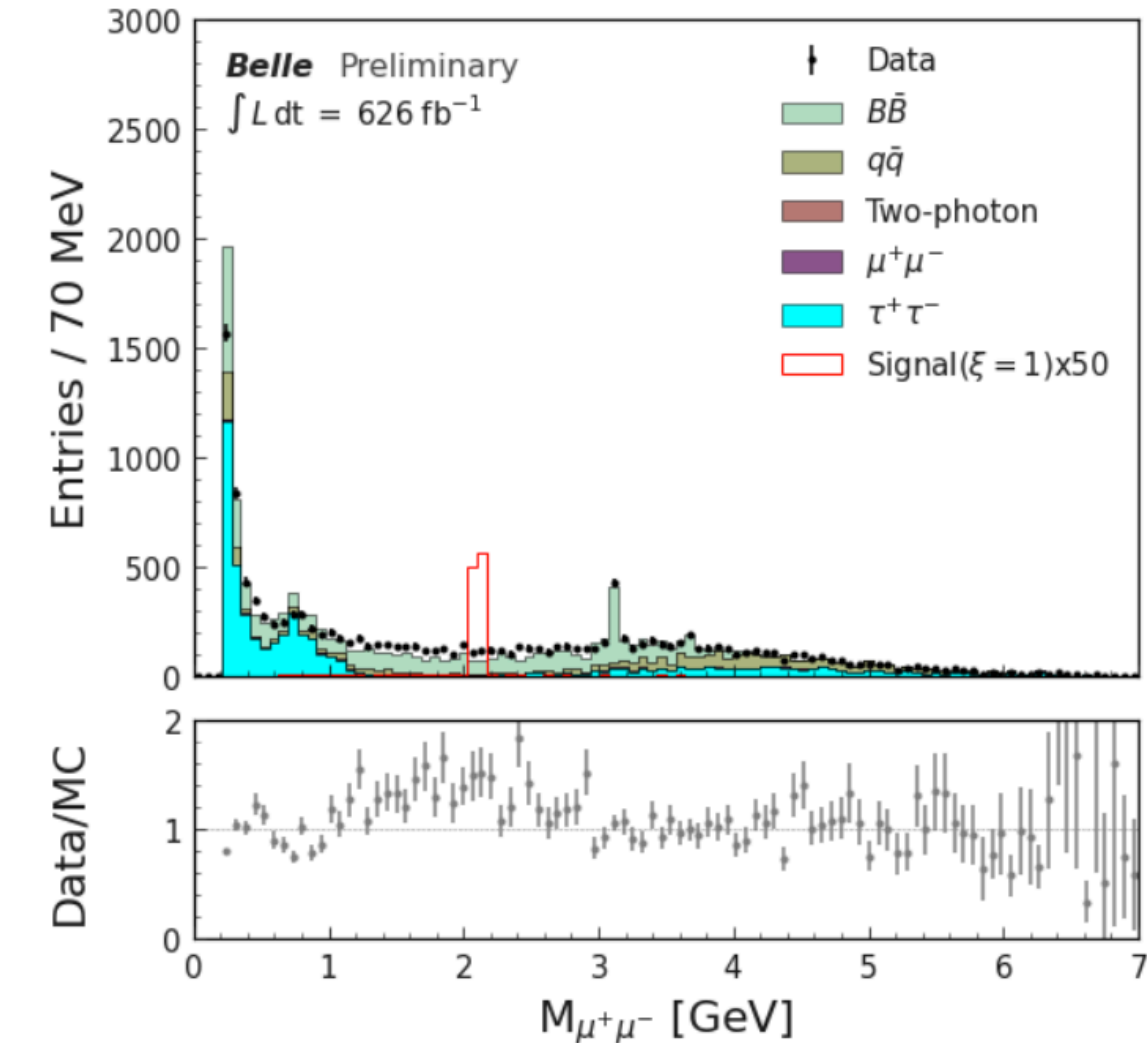 3000
2500
2000
1500
1000
500
0
Entries / 70 MeV
Belle Preliminary
∫ L dt = 626 fb⁻¹
Data
BB̄
qq̄
Two-photon
μ⁺μ⁻
τ⁺τ⁻
Signal(ξ = 1)x50
2
1
0
Data/MC
0 1 2 3 4 5 6 7
M_μ⁺μ⁻ [GeV]